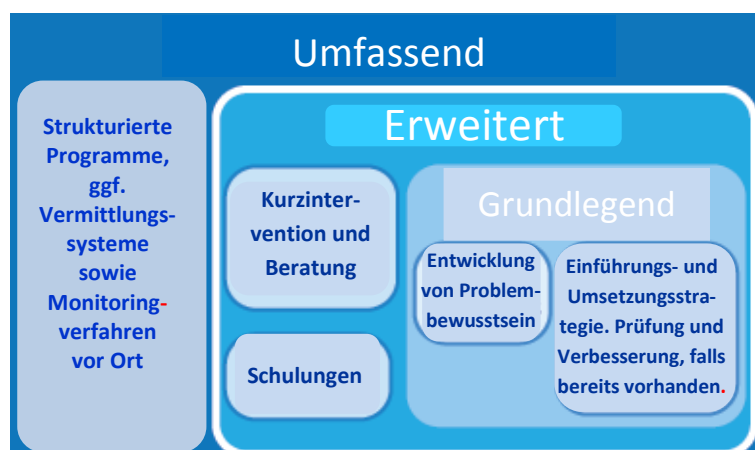 Umfassend
Strukturierte
Programme,
ggf.
Vermittlungs-
systeme
sowie
Monitoring-
verfahren
vor Ort
Erweitert
Kurzinter-
vention und
Beratung
Schulungen
Grundlegend
Entwicklung
von Problem-
bewusstsein
Einführungs- und
Umsetzungsstra-
tegie. Prüfung und
Verbesserung, falls
bereits vorhanden.